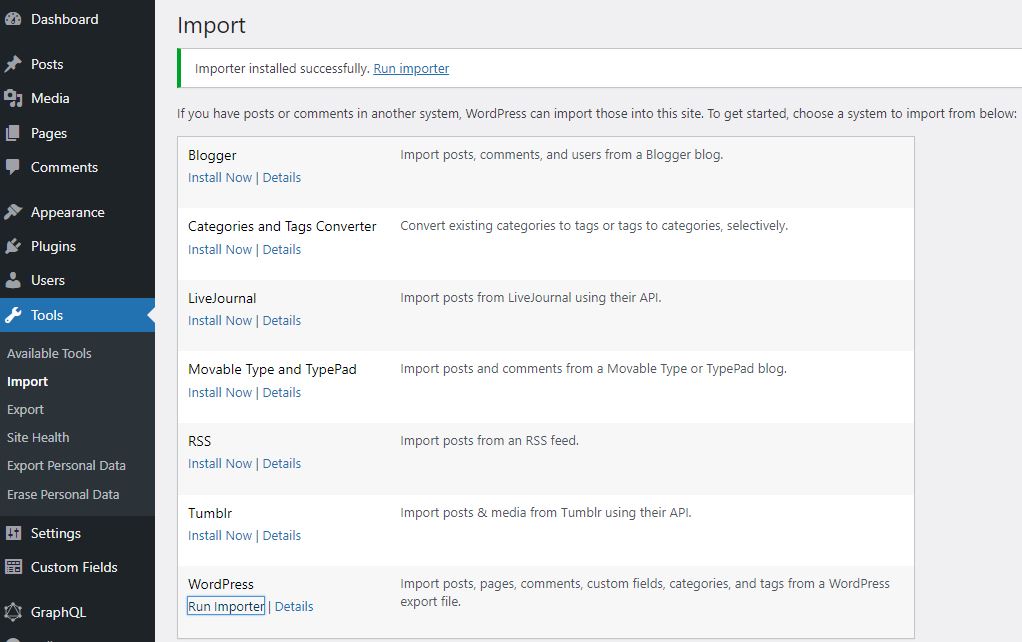 Dashboard
Posts
Media
Pages
Comments
Appearance
Plugins
Users
Tools
Available Tools
Import
Export
Site Health
Export Personal Data
Erase Personal Data
Settings
Custom Fields
GraphQL
Import
Importer installed successfully. Run importer
If you have posts or comments in another system, WordPress can import those into this site. To get started, choose a system to import from below:
Blogger
Install Now | Details
Import posts, comments, and users from a Blogger blog.
Categories and Tags Converter
Install Now | Details
Convert existing categories to tags or tags to categories, selectively.
LiveJournal
Install Now | Details
Import posts from LiveJournal using their API.
Movable Type and TypePad
Install Now | Details
Import posts and comments from a Movable Type or TypePad blog.
RSS
Install Now | Details
Import posts from an RSS feed.
Tumblr
Install Now | Details
Import posts & media from Tumblr using their API.
WordPress
Run Importer | Details
Import posts, pages, comments, custom fields, categories, and tags from a WordPress
export file.